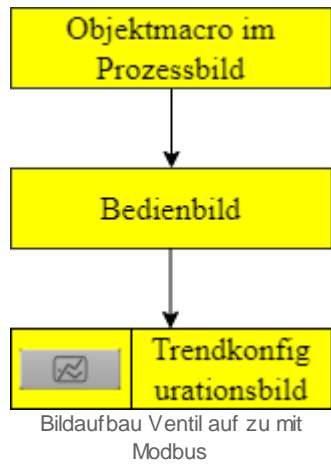 Objektmacro im
Prozessbild
Bedienbild
Trendkonfig
urationsbild
Bildaufbau Ventil auf zu mit
Modbus